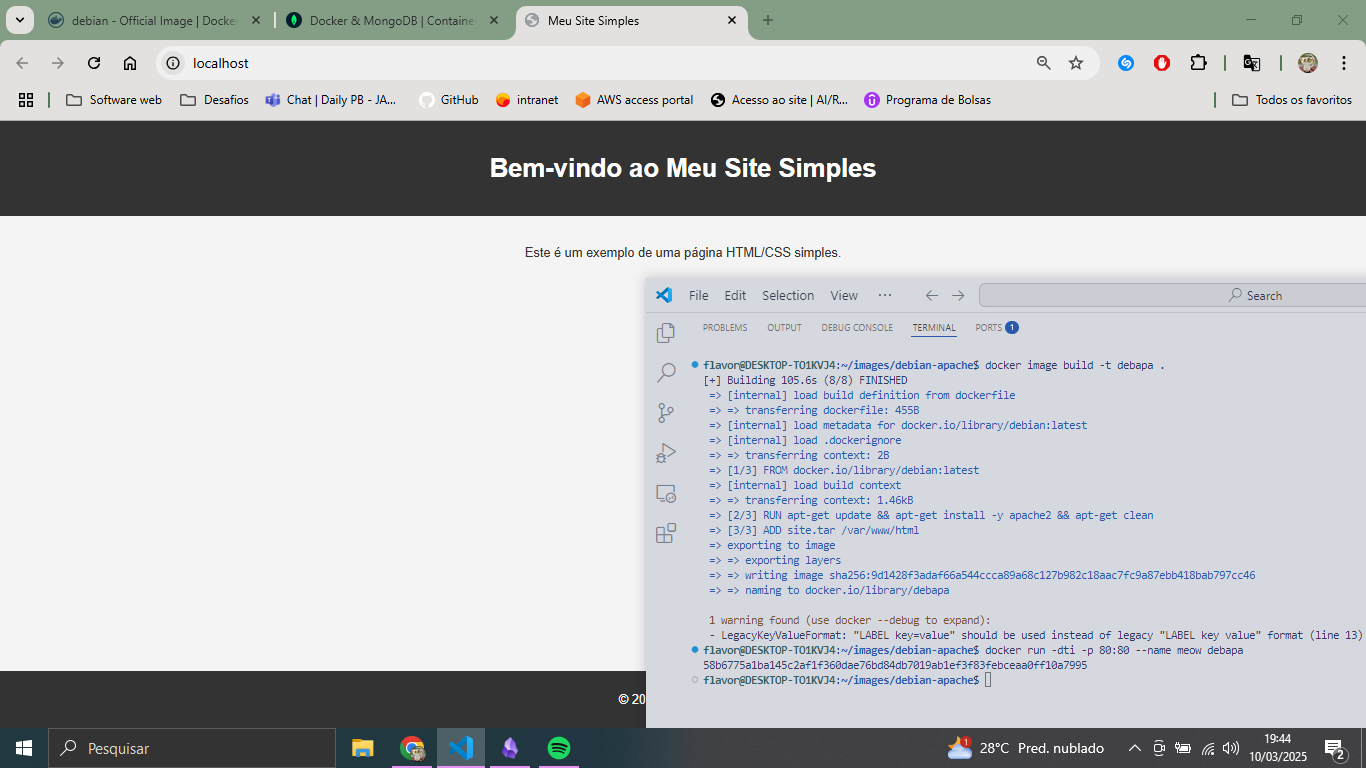 debian - Official Image | Docker
Docker & MongoDB | Container
Meu Site Simples
localhost
Software web
Desafios
Chat | Daily PB - JA...
GitHub
intranet
AWS access portal
Acesso ao site | AI/R...
Programa de Bolsas
Todos os favoritos
Bem-vindo ao Meu Site Simples
Este é um exemplo de uma página HTML/CSS simples.
© 20
File Edit Selection View ··· Search
PROBLEMS OUTPUT DEBUG CONSOLE TERMINAL PORTS 1
flavor@DESKTOP-TO1KVJ4:~/images/debian-apache$ docker image build -t debapa .
[+] Building 105.6s (8/8) FINISHED
=> [internal] load build definition from dockerfile
=> => transferring dockerfile: 455B
=> [internal] load metadata for docker.io/library/debian:latest
=> [internal] load .dockerignore
=> => transferring context: 2B
=> [1/3] FROM docker.io/library/debian:latest
=> [internal] load build context
=> => transferring context: 1.46kB
=> [2/3] RUN apt-get update && apt-get install -y apache2 && apt-get clean
=> [3/3] ADD site.tar /var/www/html
=> exporting to image
=> => exporting layers
=> => writing image sha256:9d1428f3adaf66a544ccca89a68c127b982c18aac7fc9a87ebb418bab797cc46
=> => naming to docker.io/library/debapa
1 warning found (use docker --debug to expand):
- LegacyKeyValueFormat: "LABEL key=value" should be used instead of legacy "LABEL key value" format (line 13)
flavor@DESKTOP-TO1KVJ4:~/images/debian-apache$ docker run -dti -p 80:80 --name meow debapa
58b6775a1ba145c2af1f360dae76bd84db7019ab1ef3f83febceaa0ff10a7995
flavor@DESKTOP-TO1KVJ4:~/images/debian-apache$
Pesquisar
1
28°C Pred. nublado
19:44
10/03/2025
2